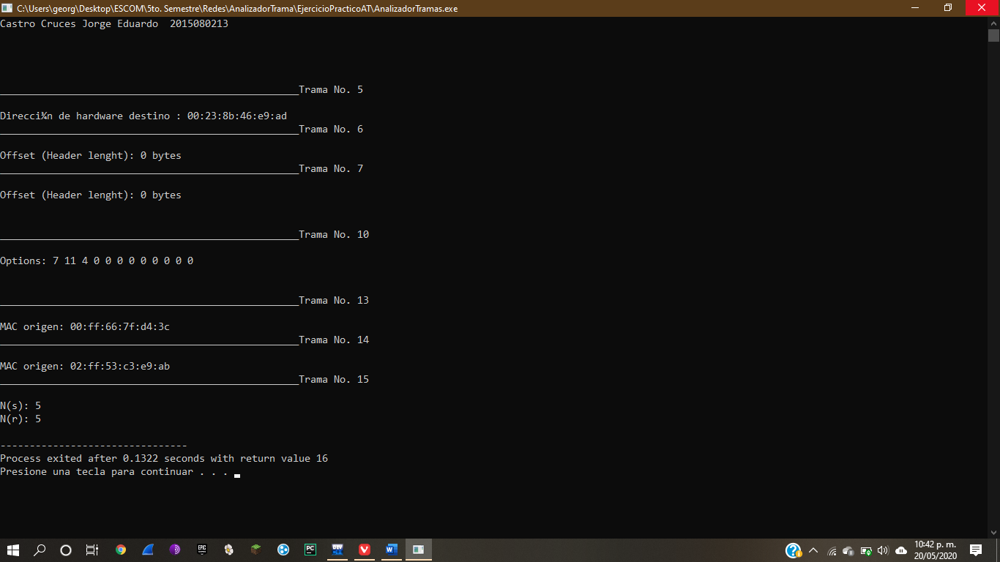 C:\Users\georg\Desktop\ESCOM\5to. Semestre\Redes\AnalizadorTrama\EjercicioPracticoAT\AnalizadorTramas.exe
Castro Cruces Jorge Eduardo  2015080213
___________________________________________________Trama No. 5
Direcci¾n de hardware destino : 00:23:8b:46:e9:ad
___________________________________________________Trama No. 6
Offset (Header lenght): 0 bytes
___________________________________________________Trama No. 7
Offset (Header lenght): 0 bytes
___________________________________________________Trama No. 10
Options: 7 11 4 0 0 0 0 0 0 0 0 0
___________________________________________________Trama No. 13
MAC origen: 00:ff:66:7f:d4:3c
___________________________________________________Trama No. 14
MAC origen: 02:ff:53:c3:e9:ab
___________________________________________________Trama No. 15
N(s): 5
N(r): 5
--------------------------------
Process exited after 0.1322 seconds with return value 16
Presione una tecla para continuar . . .
EPIC
PC
DEV
W
10:42 p. m.
20/05/2020